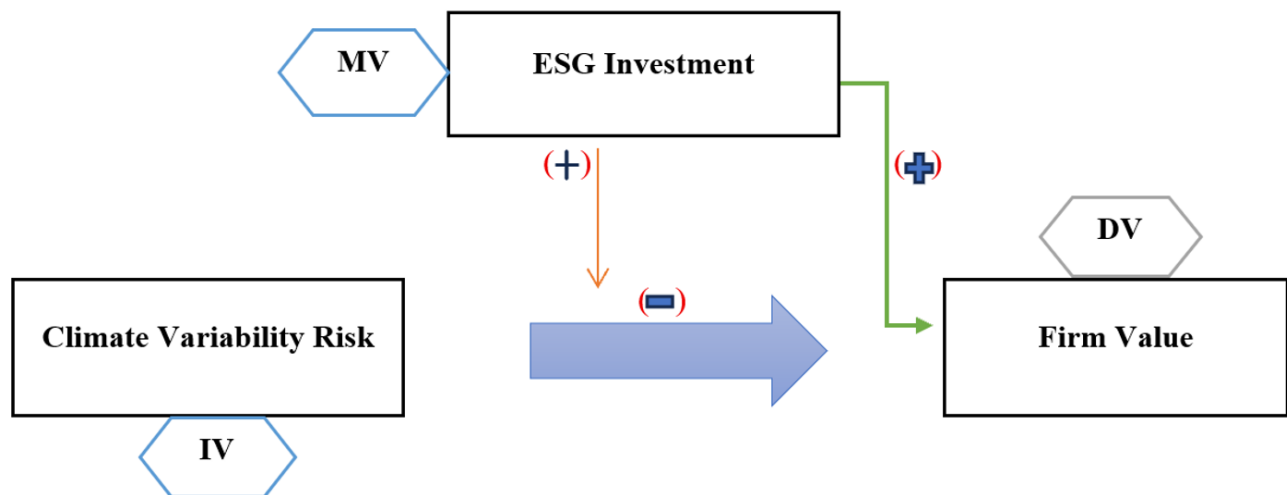 MV
ESG Investment
(+)
(+)
DV
(-)
Climate Variability Risk
Firm Value
IV